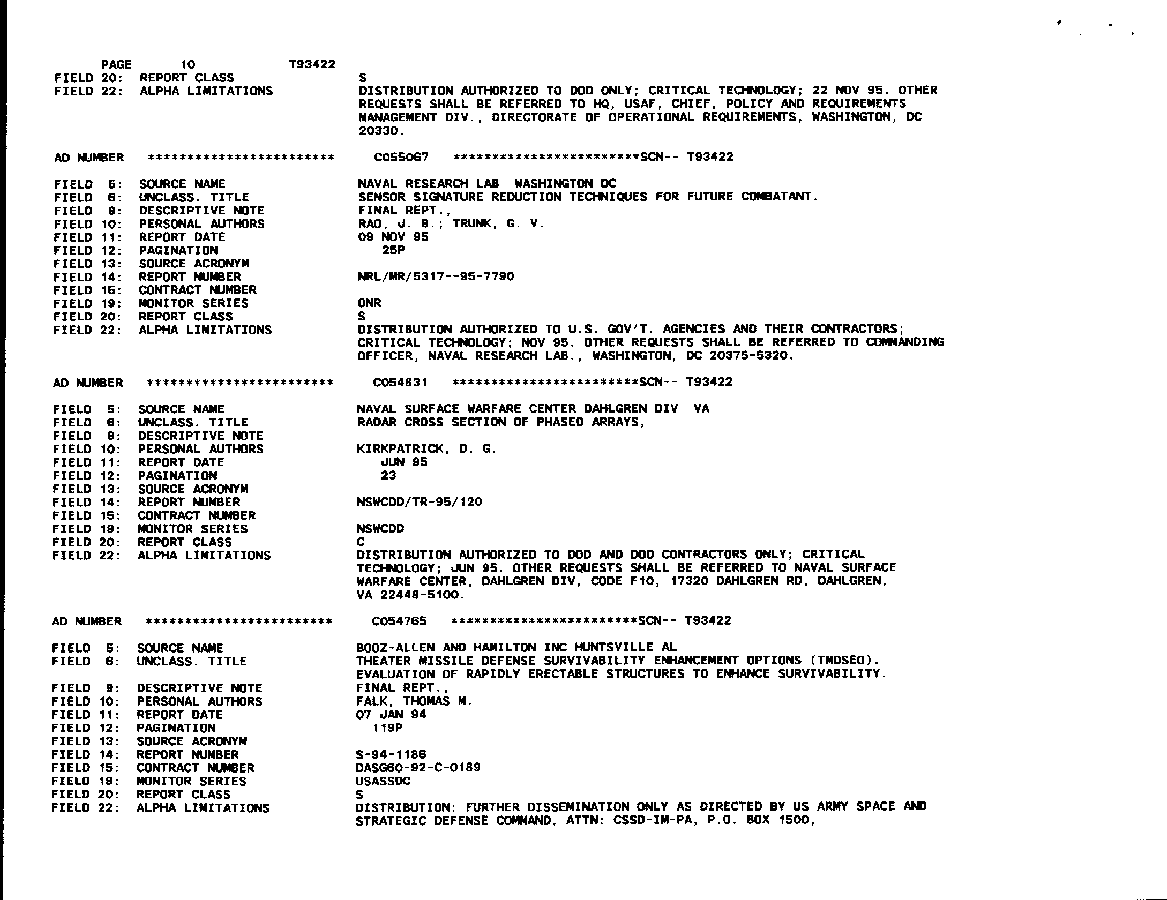 PAGE 10 T93422
FIELD 20: REPORT CLASS S
FIELD 22: ALPHA LIMITATIONS DISTRIBUTION AUTHORIZED TO DOD ONLY; CRITICAL TECHNOLOGY; 22 NOV 95. OTHER
REQUESTS SHALL BE REFERRED TO HQ, USAF, CHIEF, POLICY AND REQUIREMENTS
MANAGEMENT DIV., DIRECTORATE OF OPERATIONAL REQUIREMENTS, WASHINGTON, DC
20330.
AD NUMBER ************************ C055067 ************************SCN-- T93422
FIELD 5: SOURCE NAME NAVAL RESEARCH LAB WASHINGTON DC
FIELD 6: UNCLASS. TITLE SENSOR SIGNATURE REDUCTION TECHNIQUES FOR FUTURE COMBATANT.
FIELD 9: DESCRIPTIVE NOTE FINAL REPT.,
FIELD 10: PERSONAL AUTHORS RAO, J. B.; TRUNK, G. V.
FIELD 11: REPORT DATE 09 NOV 95
FIELD 12: PAGINATION 25P
FIELD 13: SOURCE ACRONYM
FIELD 14: REPORT NUMBER NRL/MR/5317--95-7790
FIELD 15: CONTRACT NUMBER
FIELD 19: MONITOR SERIES ONR
FIELD 20: REPORT CLASS S
FIELD 22: ALPHA LIMITATIONS DISTRIBUTION AUTHORIZED TO U.S. GOV'T. AGENCIES AND THEIR CONTRACTORS;
CRITICAL TECHNOLOGY; NOV 95. OTHER REQUESTS SHALL BE REFERRED TO COMMANDING
OFFICER, NAVAL RESEARCH LAB., WASHINGTON, DC 20375-5320.
AD NUMBER ************************ C054831 ************************SCN-- T93422
FIELD 5: SOURCE NAME NAVAL SURFACE WARFARE CENTER DAHLGREN DIV VA
FIELD 6: UNCLASS. TITLE RADAR CROSS SECTION OF PHASED ARRAYS,
FIELD 9: DESCRIPTIVE NOTE
FIELD 10: PERSONAL AUTHORS KIRKPATRICK, D. G.
FIELD 11: REPORT DATE JUN 95
FIELD 12: PAGINATION 23
FIELD 13: SOURCE ACRONYM
FIELD 14: REPORT NUMBER NSWCDD/TR-95/120
FIELD 15: CONTRACT NUMBER
FIELD 19: MONITOR SERIES NSWCDD
FIELD 20: REPORT CLASS C
FIELD 22: ALPHA LIMITATIONS DISTRIBUTION AUTHORIZED TO DOD AND DOD CONTRACTORS ONLY; CRITICAL
TECHNOLOGY; JUN 95. OTHER REQUESTS SHALL BE REFERRED TO NAVAL SURFACE
WARFARE CENTER, DAHLGREN DIV, CODE F10, 17320 DAHLGREN RD, DAHLGREN,
VA 22448-5100.
AD NUMBER ************************ C054765 ************************SCN-- T93422
FIELD 5: SOURCE NAME BOOZ-ALLEN AND HAMILTON INC HUNTSVILLE AL
FIELD 6: UNCLASS. TITLE THEATER MISSILE DEFENSE SURVIVABILITY ENHANCEMENT OPTIONS (TMDSEO).
EVALUATION OF RAPIDLY ERECTABLE STRUCTURES TO ENHANCE SURVIVABILITY.
FIELD 9: DESCRIPTIVE NOTE FINAL REPT.,
FIELD 10: PERSONAL AUTHORS FALK, THOMAS M.
FIELD 11: REPORT DATE 07 JAN 94
FIELD 12: PAGINATION 119P
FIELD 13: SOURCE ACRONYM
FIELD 14: REPORT NUMBER S-94-1186
FIELD 15: CONTRACT NUMBER DASG60-92-C-0189
FIELD 19: MONITOR SERIES USASSDC
FIELD 20: REPORT CLASS S
FIELD 22: ALPHA LIMITATIONS DISTRIBUTION: FURTHER DISSEMINATION ONLY AS DIRECTED BY US ARMY SPACE AND
STRATEGIC DEFENSE COMMAND, ATTN: CSSD-IM-PA, P.O. BOX 1500,